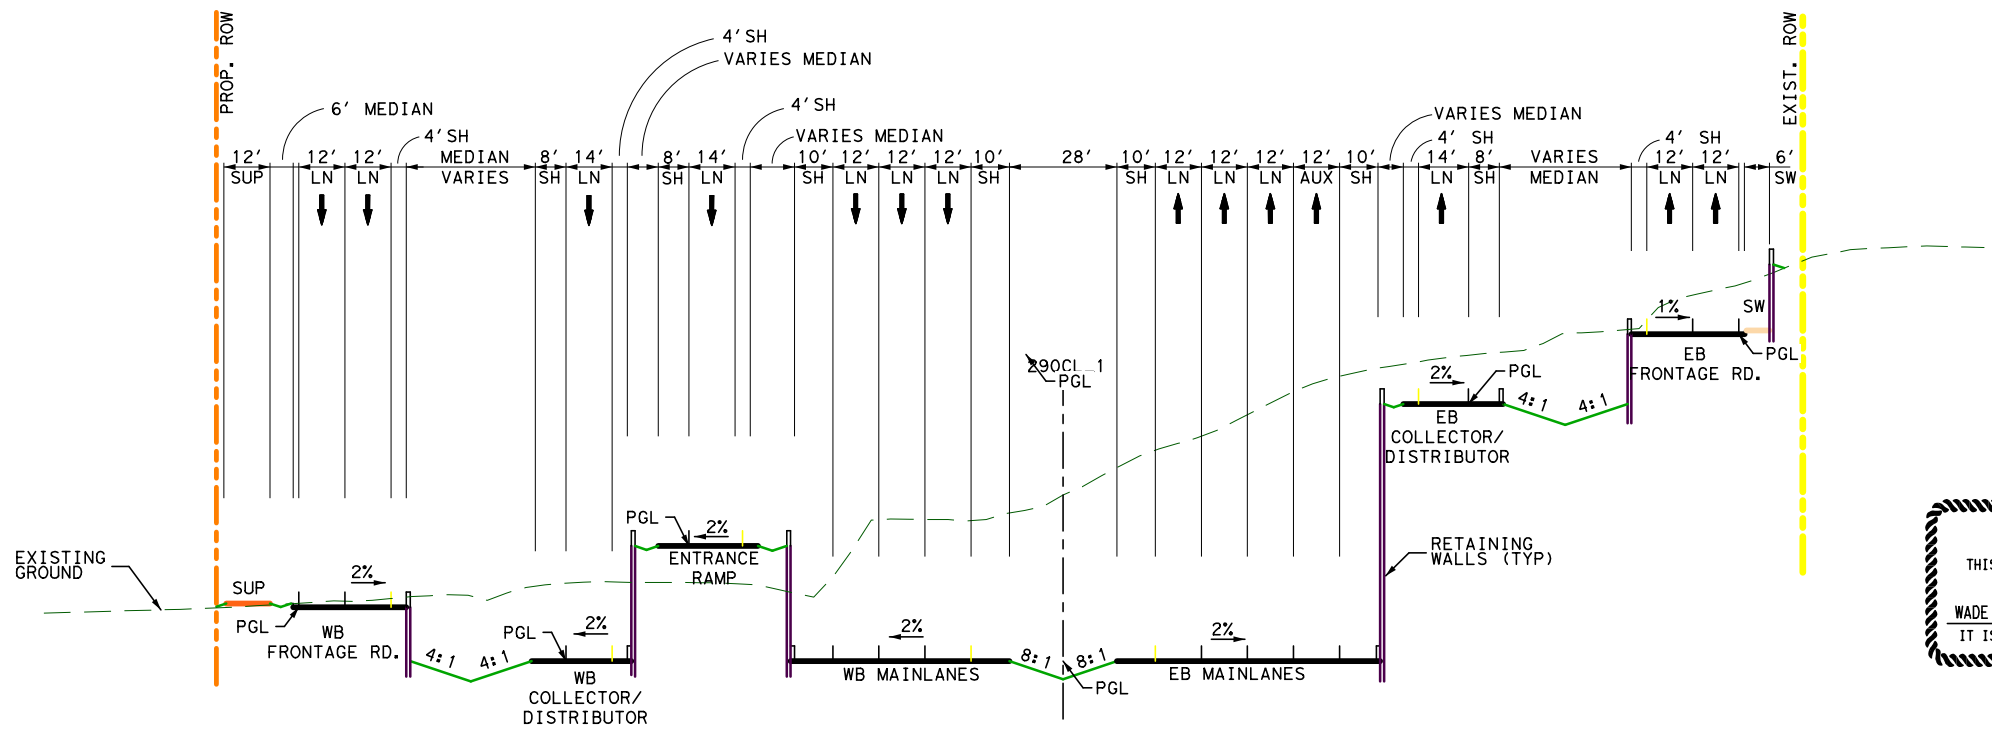 PROP. ROW
EXIST. ROW
4' SH
VARIES MEDIAN
6' MEDIAN
4' SH
4' SH
VARIES MEDIAN
VARIES MEDIAN
4' SH
4' SH
12' 12' 12' MEDIAN 8' 14' 8' 14' 10' 12' 12' 12' 10' 28' 10' 12' 12' 12' 12' 10' 14' 8' VARIES 12' 12' 6'
SUP LN LN VARIES SH LN SH LN SH LN LN LN SH SH LN LN LN AUX SH LN SH MEDIAN LN LN SW
1% SW
PGL
EB
FRONTAGE RD.
290CL_1
PGL
2% PGL
4:1 4:1
EB
COLLECTOR/
DISTRIBUTOR
PGL 2%
ENTRANCE
RAMP
RETAINING
WALLS (TYP)
EXISTING
GROUND
SUP 2%
PGL WB
FRONTAGE RD.
4:1 4:1
PGL 2%
WB
COLLECTOR/
DISTRIBUTOR
2%
WB MAINLANES
8:1 8:1
PGL
2%
EB MAINLANES
THIS
WADE
IT IS